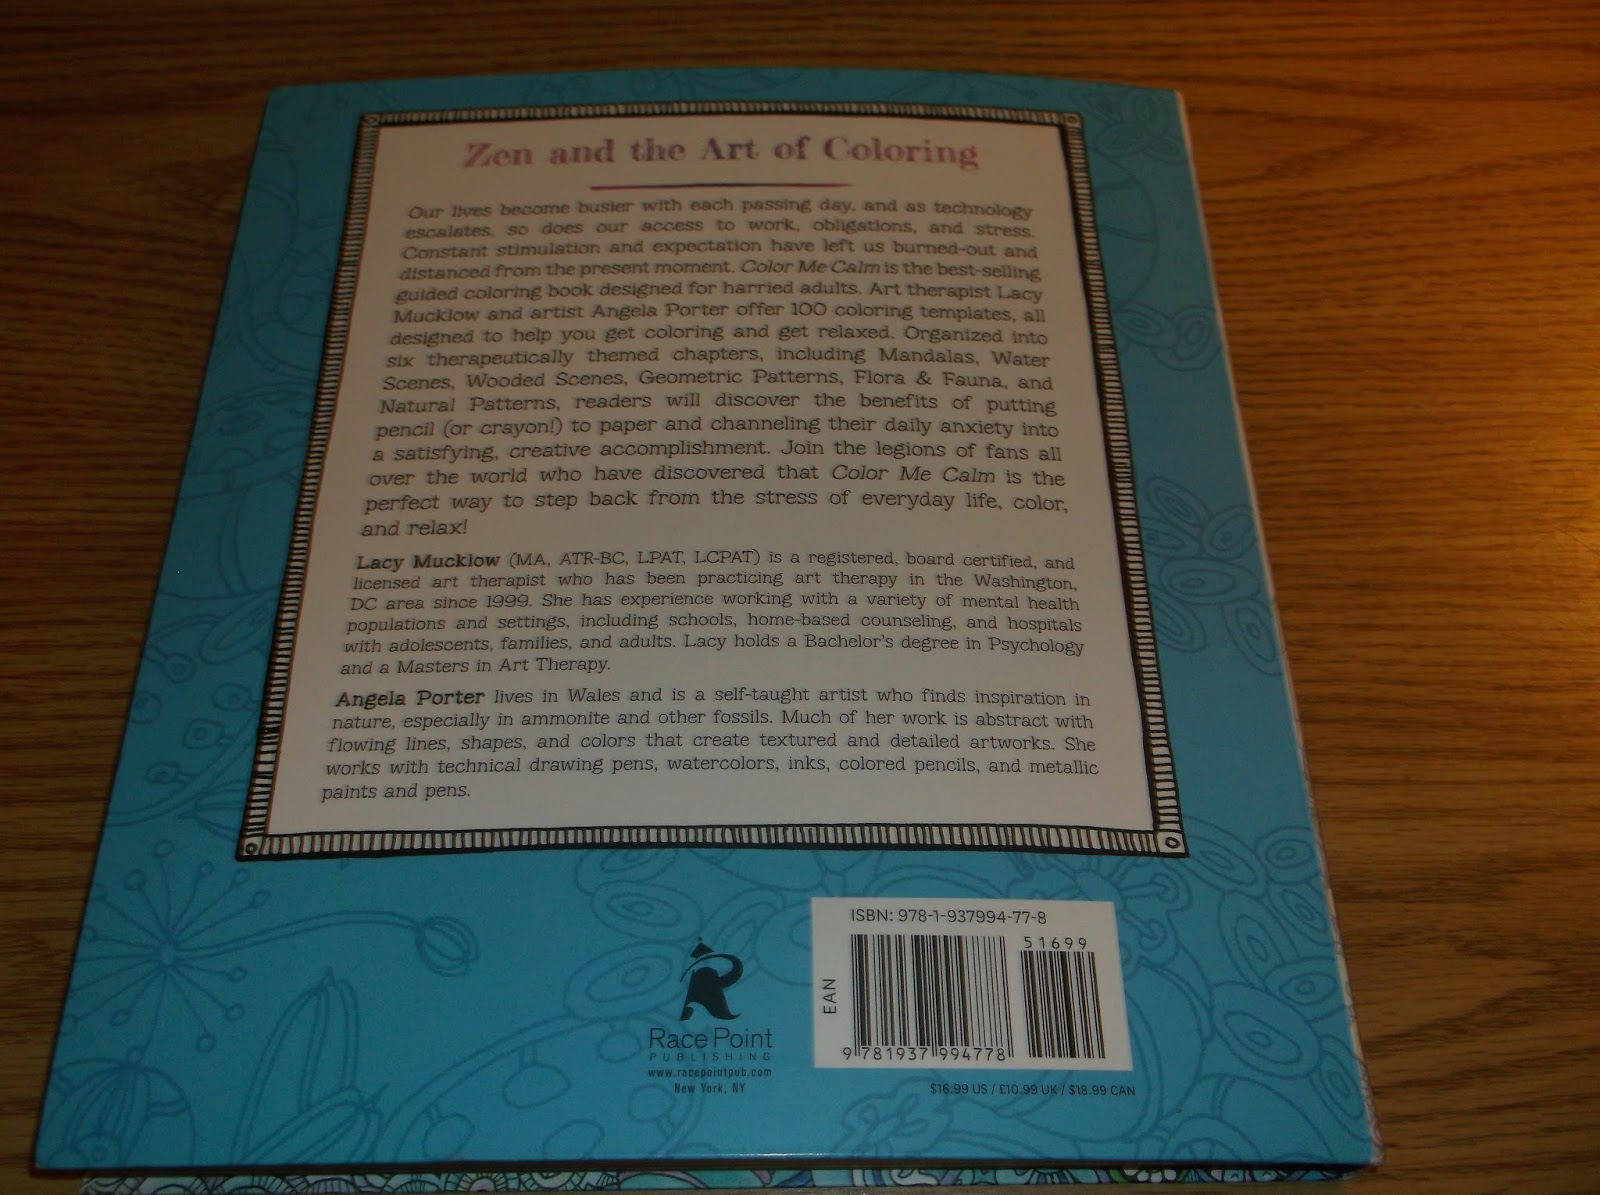 Zen and the Art of Coloring
Our lives become busier with each passing day, and as technology
escalates, so does our access to work, obligations, and stress.
Constant stimulation and expectation have left us burned-out and
distanced from the present moment. Color Me Calm is the best-selling
guided coloring book designed for harried adults. Art therapist Lacy
Mucklow and artist Angela Porter offer 100 coloring templates, all
designed to help you get coloring and get relaxed. Organized into
six therapeutically themed chapters, including Mandalas, Water
Scenes, Wooded Scenes, Geometric Patterns, Flora & Fauna, and
Natural Patterns, readers will discover the benefits of putting
pencil (or crayon!) to paper and channeling their daily anxiety into
a satisfying, creative accomplishment. Join the legions of fans all
over the world who have discovered that Color Me Calm is the
perfect way to step back from the stress of everyday life, color,
and relax!
Lacy Mucklow (MA, ATR-BC, LPAT, LCPAT) is a registered, board certified, and
licensed art therapist who has been practicing art therapy in the Washington,
DC area since 1999. She has experience working with a variety of mental health
populations and settings, including schools, home-based counseling, and hospitals
with adolescents, families, and adults. Lacy holds a Bachelor's degree in Psychology
and a Masters in Art Therapy.
Angela Porter lives in Wales and is a self-taught artist who finds inspiration in
nature, especially in ammonite and other fossils. Much of her work is abstract with
flowing lines, shapes, and colors that create textured and detailed artworks. She
works with technical drawing pens, watercolors, inks, colored pencils, and metallic
paints and pens.
Race Point
PUBLISHING
www.racepointpub.com
New York, NY
ISBN: 978-1-937994-77-8
51699
EAN
9 781937 994778
$16.99 US / £10.99 UK / $18.99 CAN